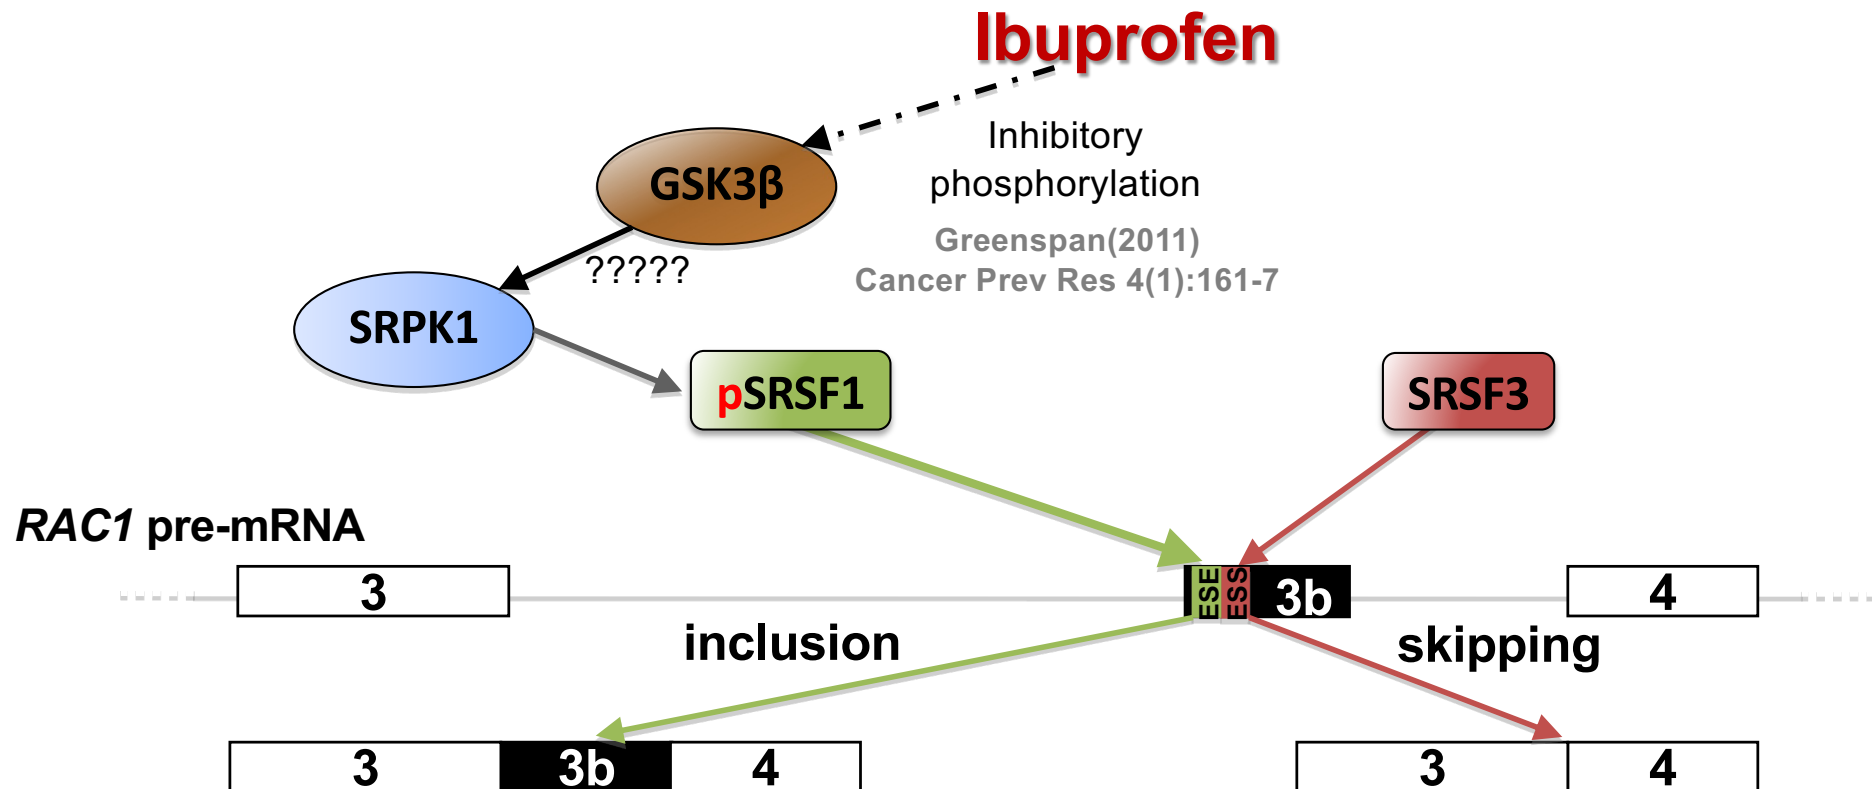 Ibuprofen
Inhibitory
phosphorylation
Greenspan(2011)
Cancer Prev Res 4(1):161-7
GSK3β
?????
SRPK1
pSRSF1
SRSF3
RAC1 pre-mRNA
3
ESE
ESS
3b
4
inclusion
skipping
3
3b
4
3
4